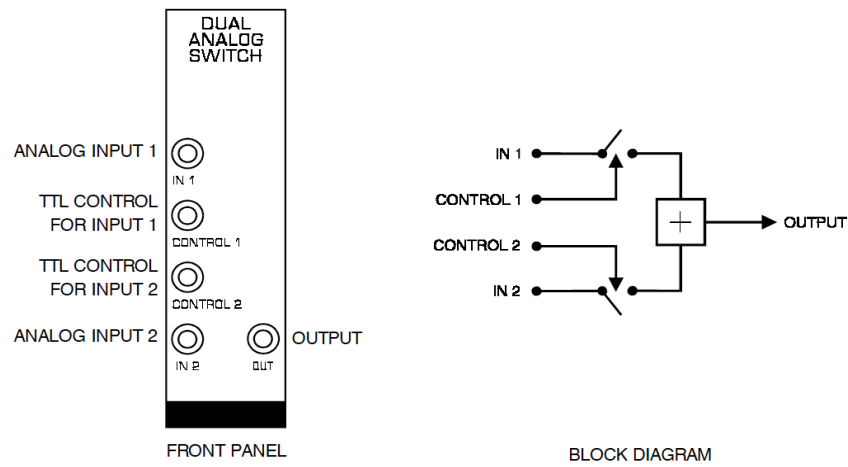 DUAL
ANALOG
SWITCH
ANALOG INPUT 1
IN 1
TTL CONTROL
FOR INPUT 1
CONTROL 1
TTL CONTROL
FOR INPUT 2
CONTROL 2
ANALOG INPUT 2
IN 2
OUT
OUTPUT
FRONT PANEL
IN 1
CONTROL 1
CONTROL 2
IN 2
+
OUTPUT
BLOCK DIAGRAM